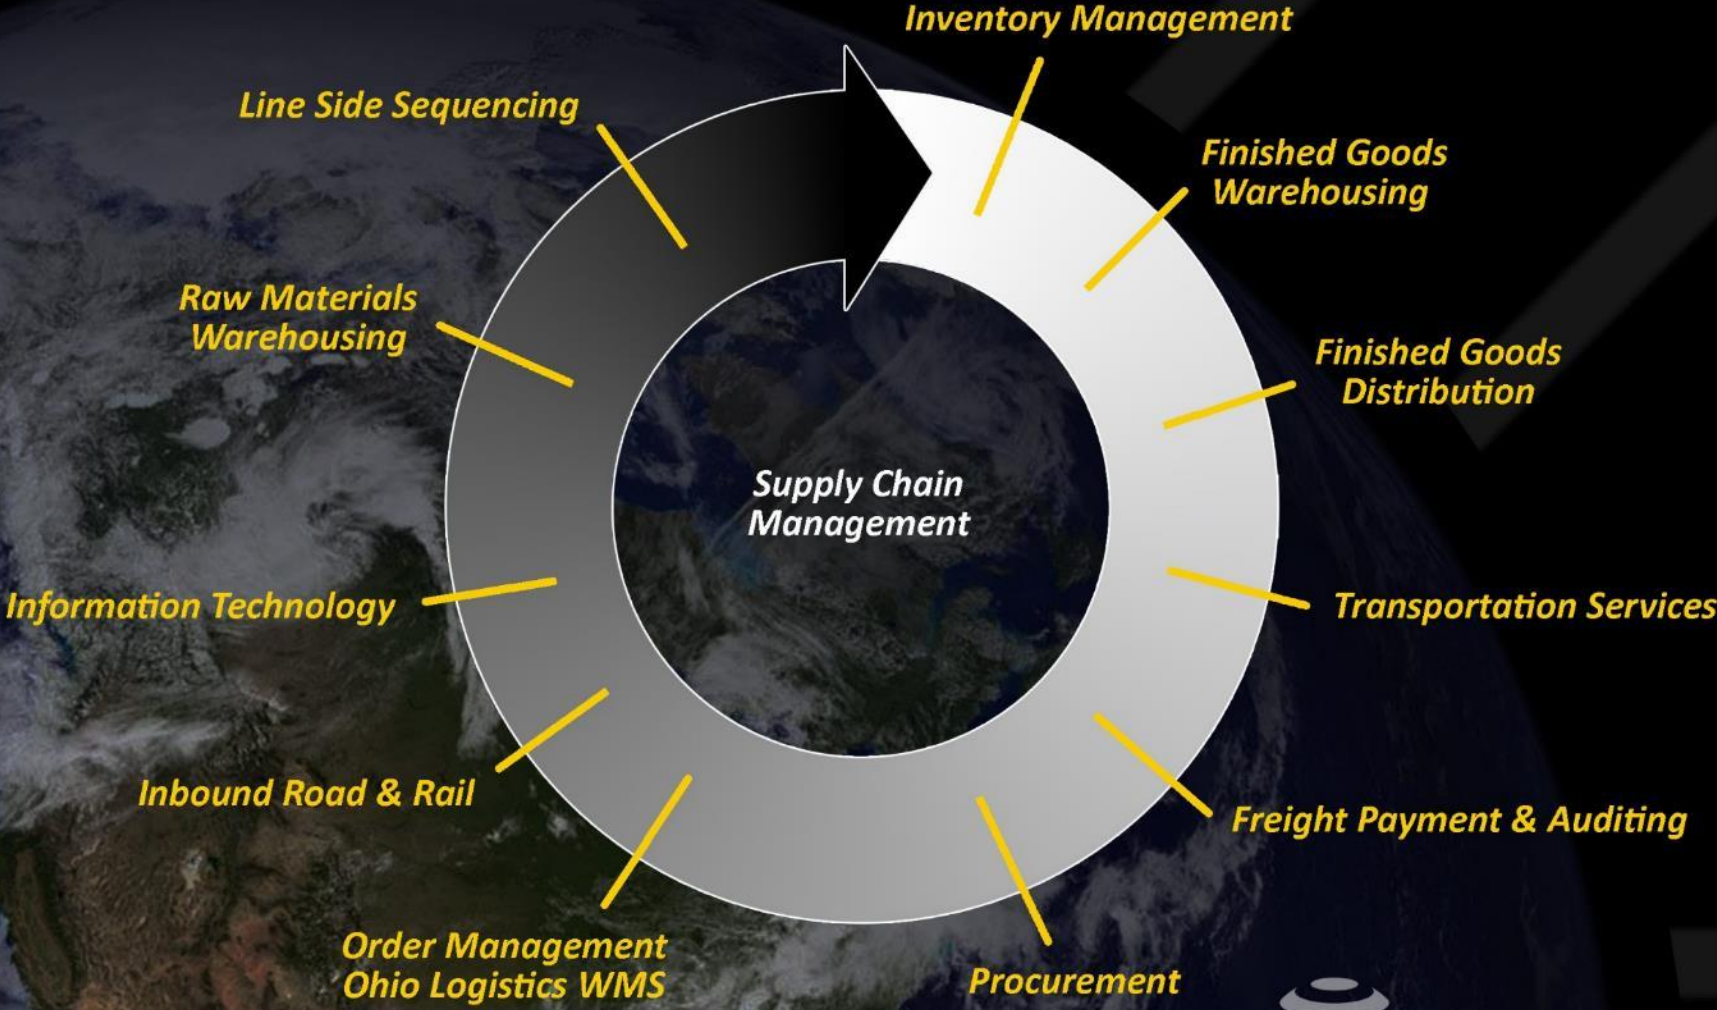 Inventory Management
Line Side Sequencing
Finished Goods
Warehousing
Raw Materials
Warehousing
Finished Goods
Distribution
Supply Chain
Management
Information Technology
Transportation Services
Inbound Road & Rail
Freight Payment & Auditing
Order Management
Ohio Logistics WMS
Procurement